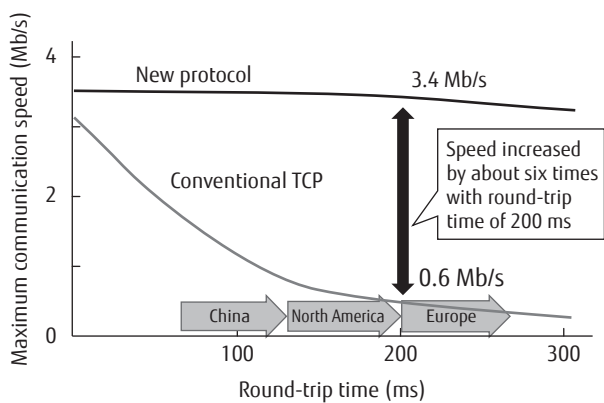 Maximum communication speed (Mb/s)
4
New protocol
3.4 Mb/s
Speed increased
by about six times
with round-trip
time of 200 ms
Conventional TCP
2
0.6 Mb/s
China
North America
Europe
0
100
200
300
Round-trip time (ms)